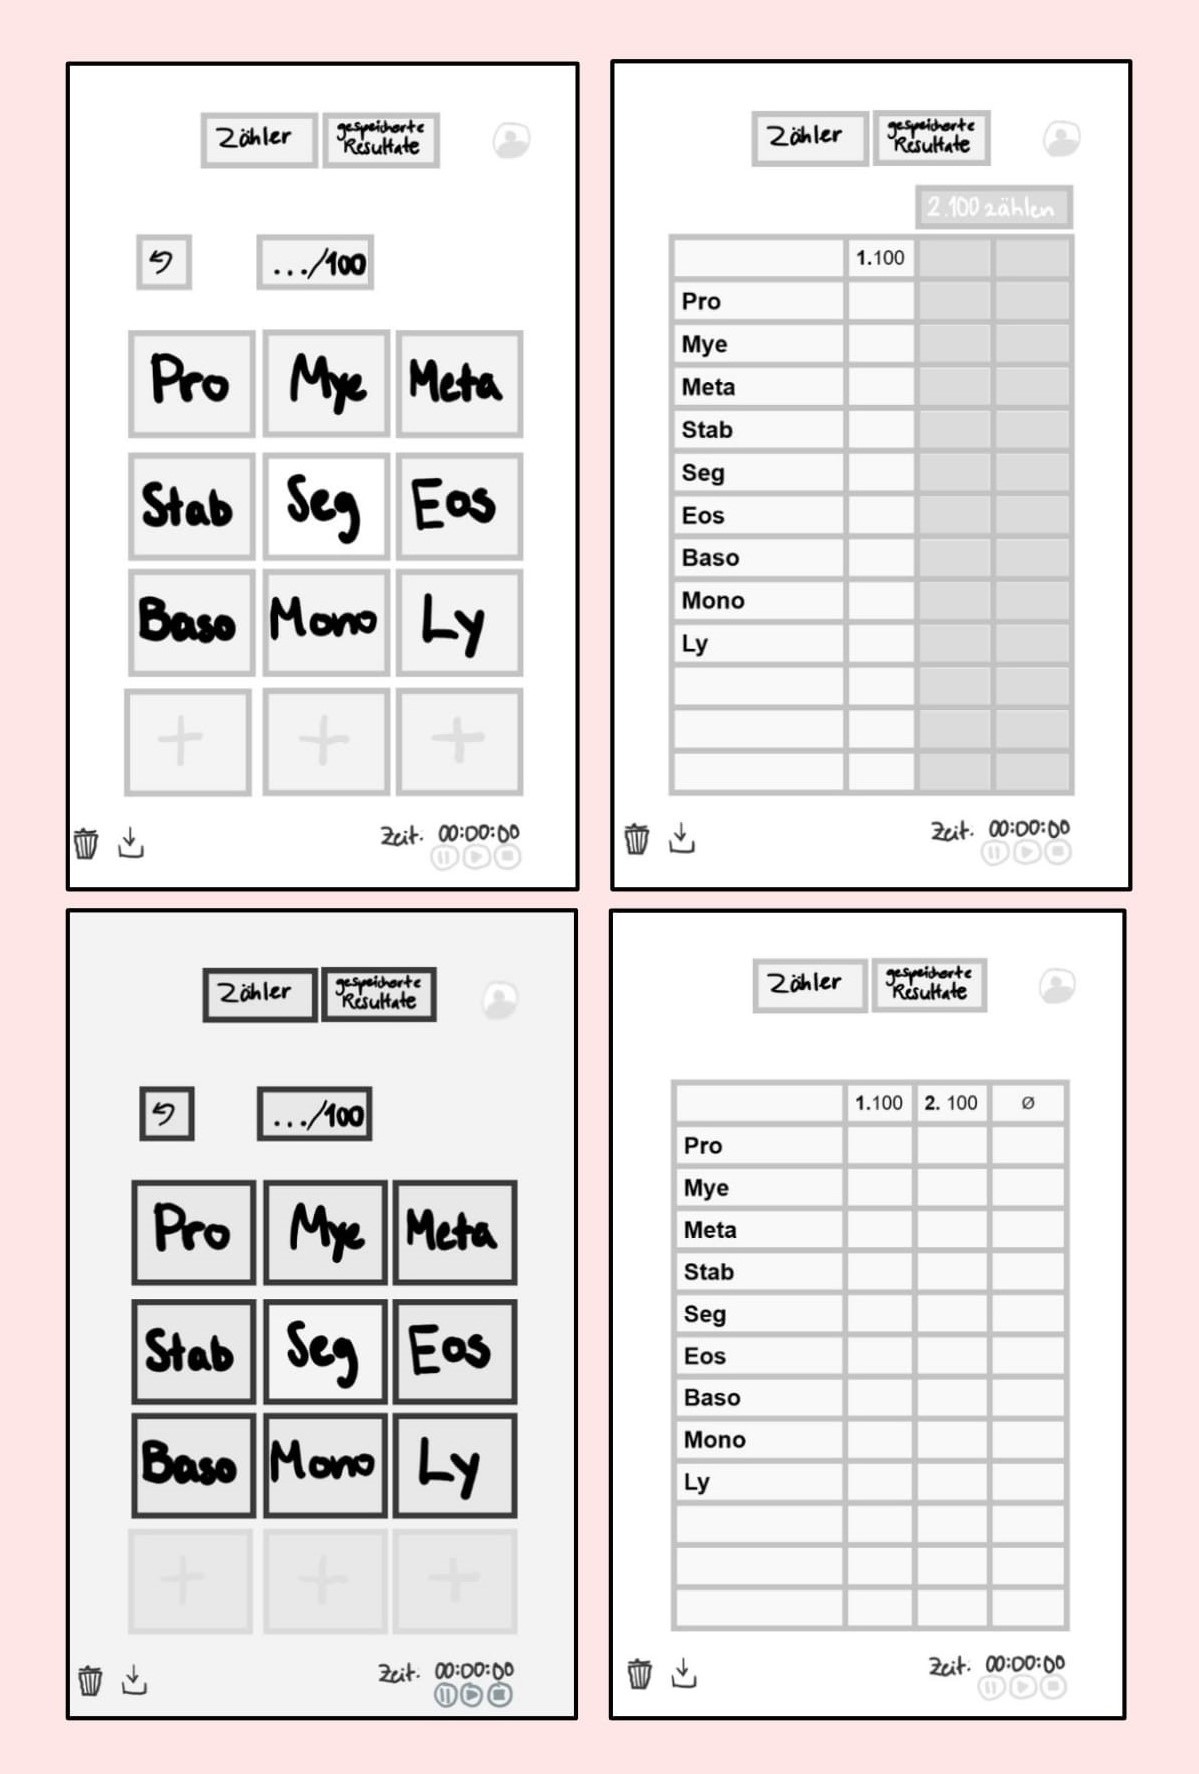 Zähler
gespeicherte
Resultate
.../100
Pro Mye Meta
Stab Seg Eos
Baso Mono Ly
+ + +
Zeit: 00:00:00
Zähler
gespeicherte
Resultate
2.100 zählen
1.100
Pro
Mye
Meta
Stab
Seg
Eos
Baso
Mono
Ly
Zeit: 00:00:00
Zähler
gespeicherte
Resultate
.../100
Pro Mye Meta
Stab Seg Eos
Baso Mono Ly
+ + +
Zeit: 00:00:00
Zähler
gespeicherte
Resultate
1.100 2. 100 Ø
Pro
Mye
Meta
Stab
Seg
Eos
Baso
Mono
Ly
Zeit: 00:00:00